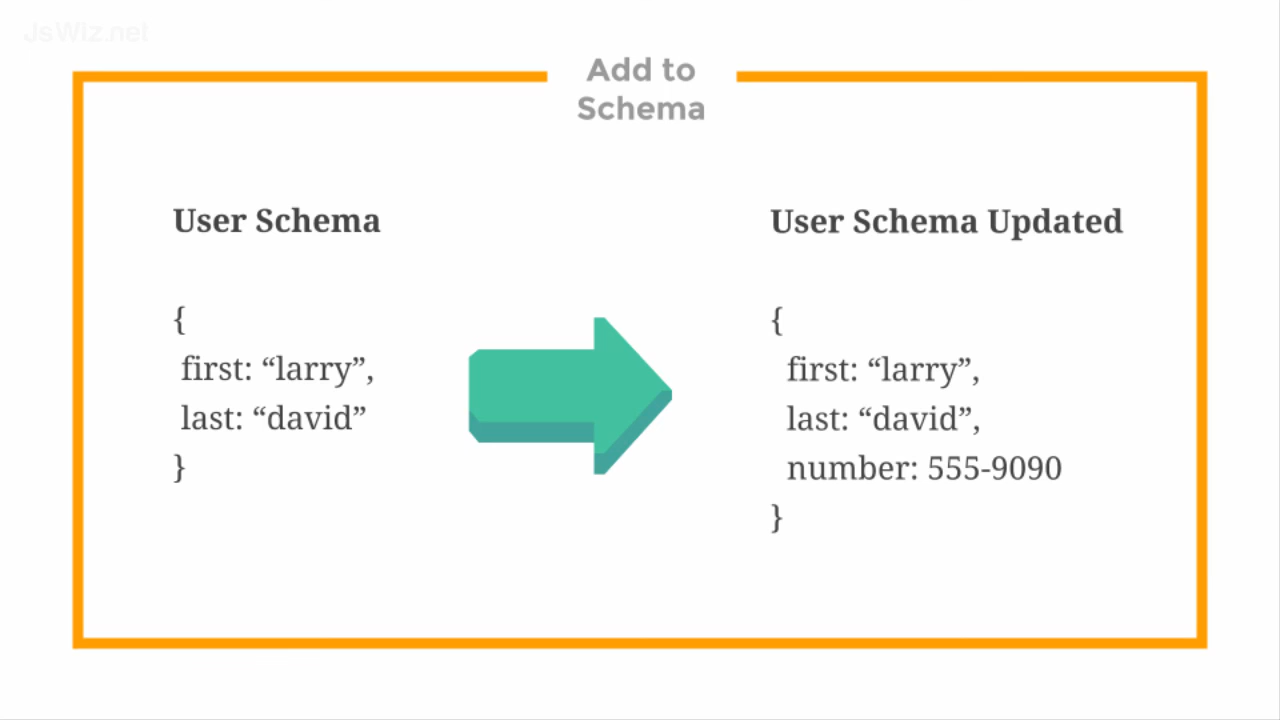 JsWiz.net
Add to
Schema
User Schema
{
first: “larry”,
last: “david”
}
User Schema Updated
{
first: “larry”,
last: “david”,
number: 555-9090
}